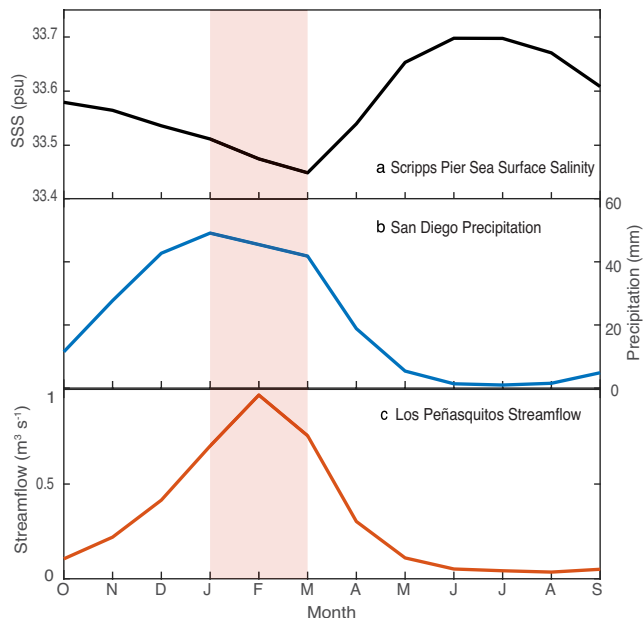 33.7
33.6
33.5
33.4
SSS (psu)
a Scripps Pier Sea Surface Salinity
b San Diego Precipitation
60
40
20
0
Precipitation (mm)
c Los Peñasquitos Streamflow
1
0.5
0
Streamflow (m³ s⁻¹)
O N D J F M A M J J A S
Month